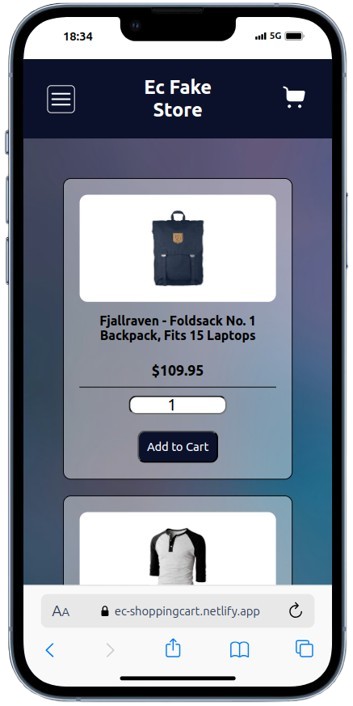 18:34
5G
Ec Fake
Store
Fjallraven - Foldsack No. 1
Backpack, Fits 15 Laptops
$109.95
1
Add to Cart
AA
ec-shoppingcart.netlify.app